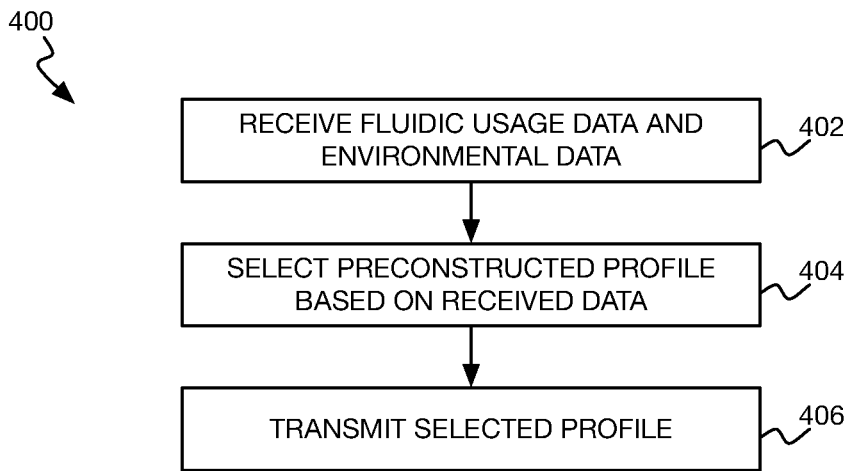 400
RECEIVE FLUIDIC USAGE DATA AND
ENVIRONMENTAL DATA
402
SELECT PRECONSTRUCTED PROFILE
BASED ON RECEIVED DATA
404
TRANSMIT SELECTED PROFILE
406